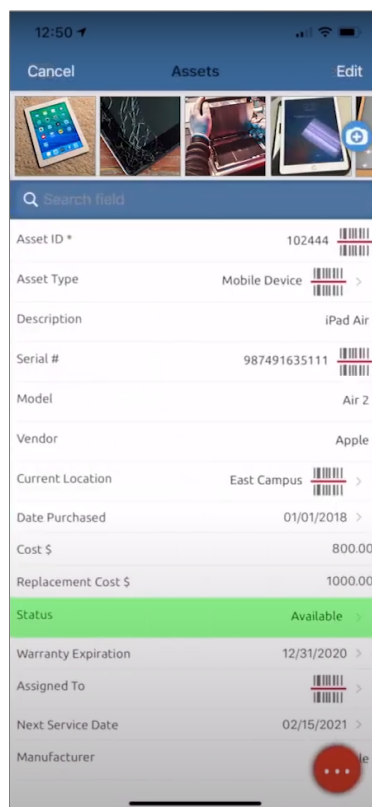 12:50
Cancel Assets Edit
Search field
Asset ID * 102444
Asset Type Mobile Device
Description iPad Air
Serial # 987491635111
Model Air 2
Vendor Apple
Current Location East Campus
Date Purchased 01/01/2018
Cost $ 800.00
Replacement Cost $ 1000.00
Status Available
Warranty Expiration 12/31/2020
Assigned To
Next Service Date 02/15/2021
Manufacturer